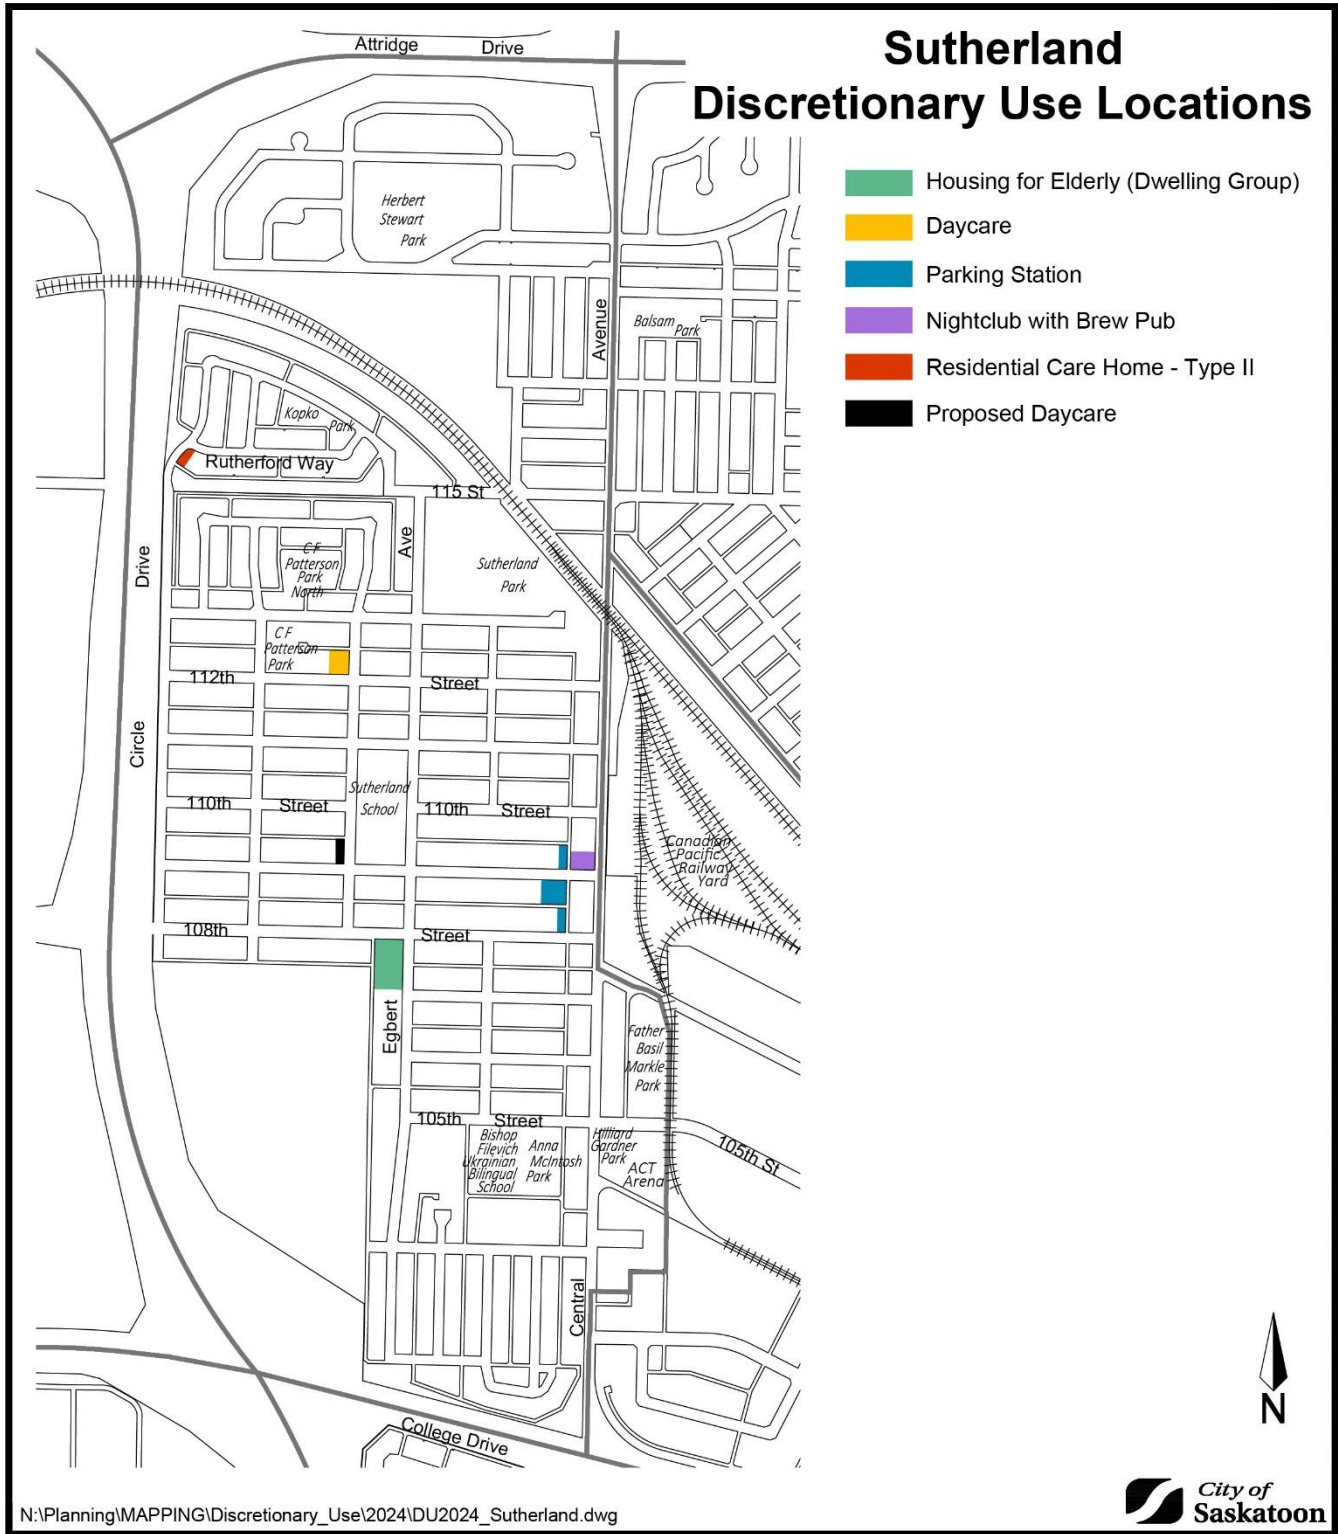 Sutherland
Discretionary Use Locations
Attridge Drive
Housing for Elderly (Dwelling Group)
Daycare
Parking Station
Nightclub with Brew Pub
Residential Care Home - Type II
Proposed Daycare
Herbert
Stewart
Park
Avenue
Balsam Park
Kopko
Park
Rutherford Way
115 St
Drive
Ave
C F
Patterson
Park
North
Sutherland
Park
C F
Patterson
Park
112th
Street
Circle
Sutherland
School
110th
Street
110th
Street
Canadian
Pacific
Railway
Yard
108th
Street
Egbert
Father
Basil
Markle
Park
105th
Street
Bishop
Filevich
Ukrainian
Bilingual
School
Anna
McIntosh
Park
Hilliard
Gardner
Park
ACT
Arena
105th St
Central
College Drive
N
City of
Saskatoon
N:\Planning\MAPPING\Discretionary_Use\2024\DU2024_Sutherland.dwg